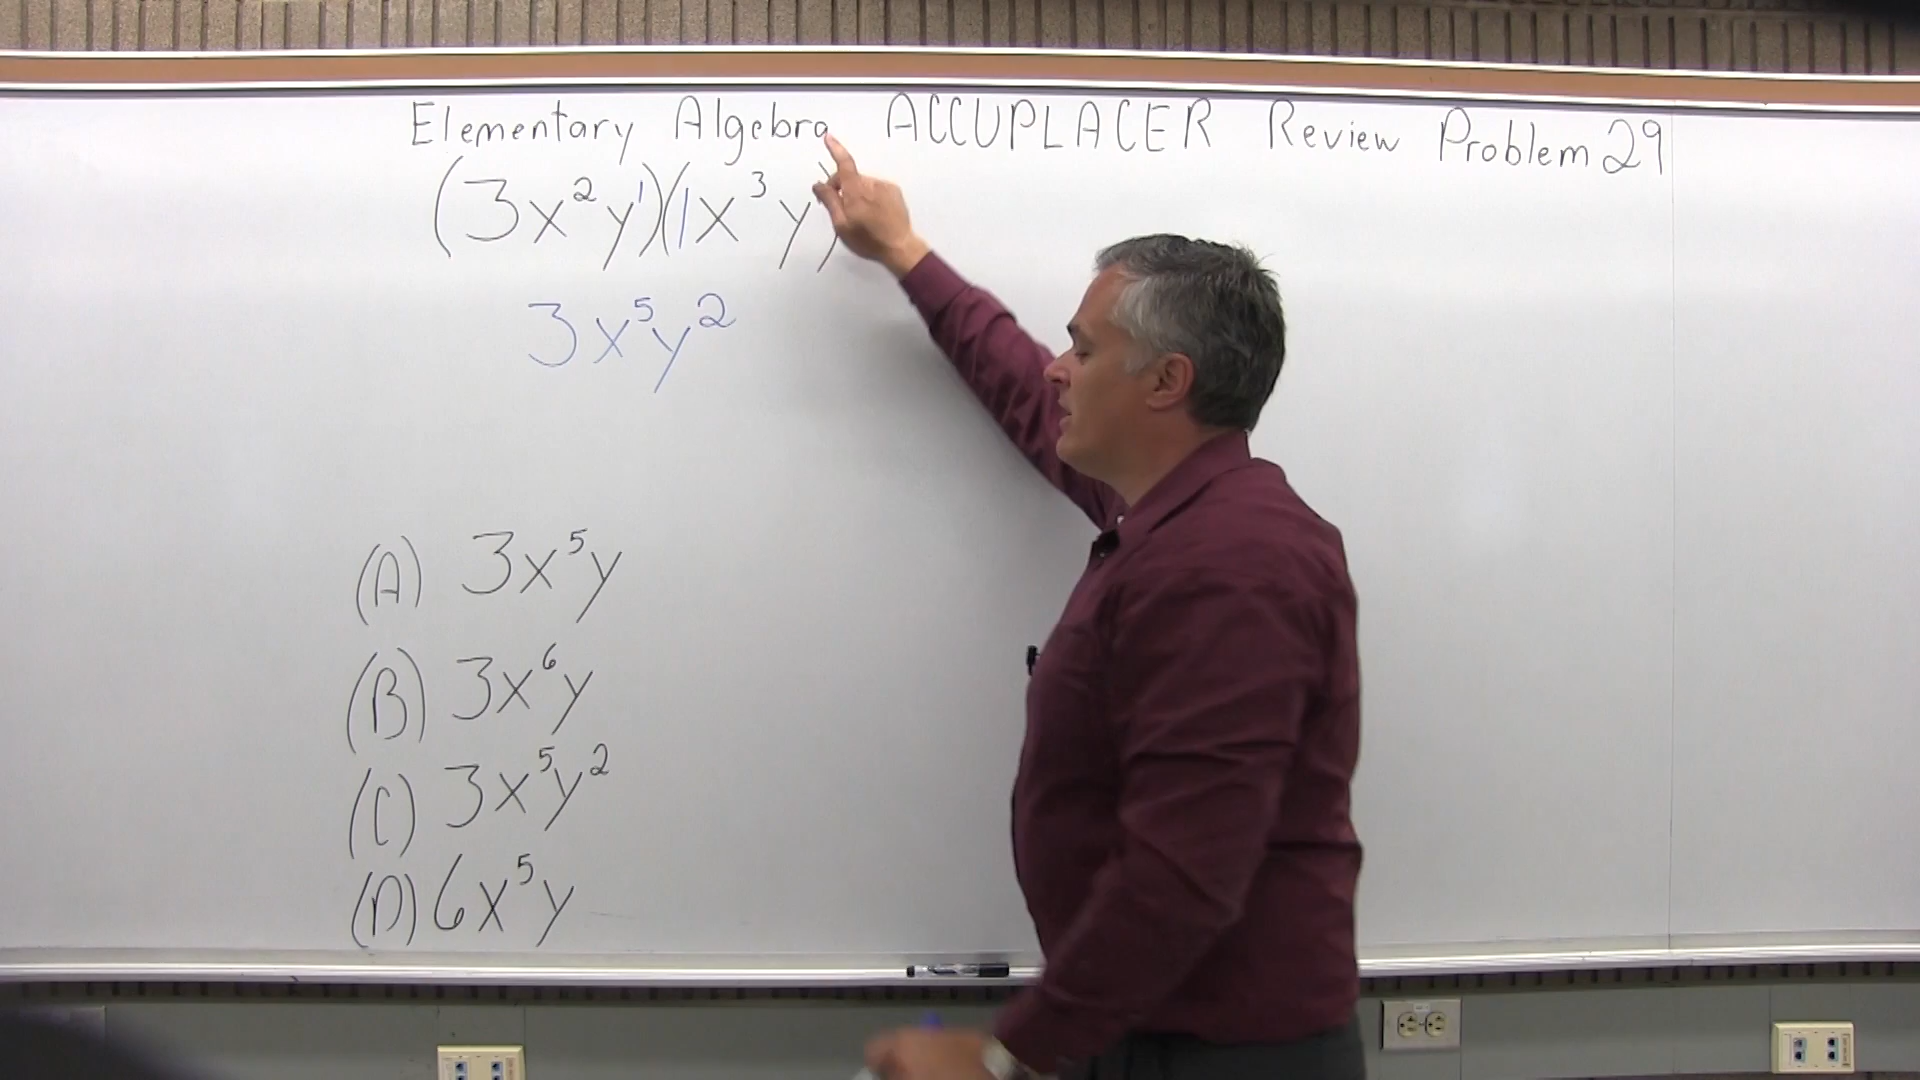 Elementary Algebra ACCUPLACER Review Problem 29
(3x²y¹)(1x³y)
3x⁵y²
(A) 3x⁵y
(B) 3x⁶y
(C) 3x⁵y²
(D) 6x⁵y